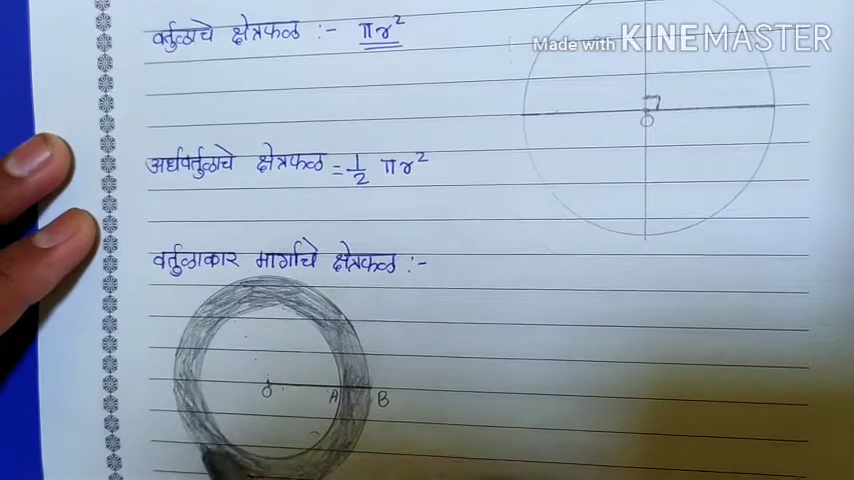 Made with KINEMASTER
वर्तुळाचे क्षेत्रफळ :- πr²
O
अर्धवर्तुळाचे क्षेत्रफळ = 1/2 πr²
वर्तुळाकार मार्गाचे क्षेत्रफळ :-
O A B